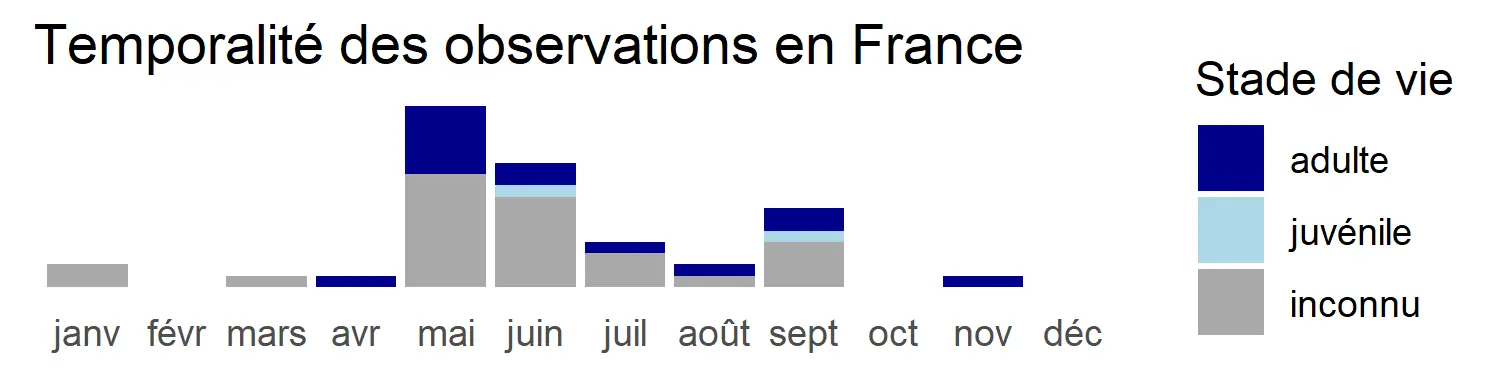 Temporalité des observations en France
Stade de vie
adulte
juvénile
inconnu
janv févr mars avr mai juin juil août sept oct nov déc